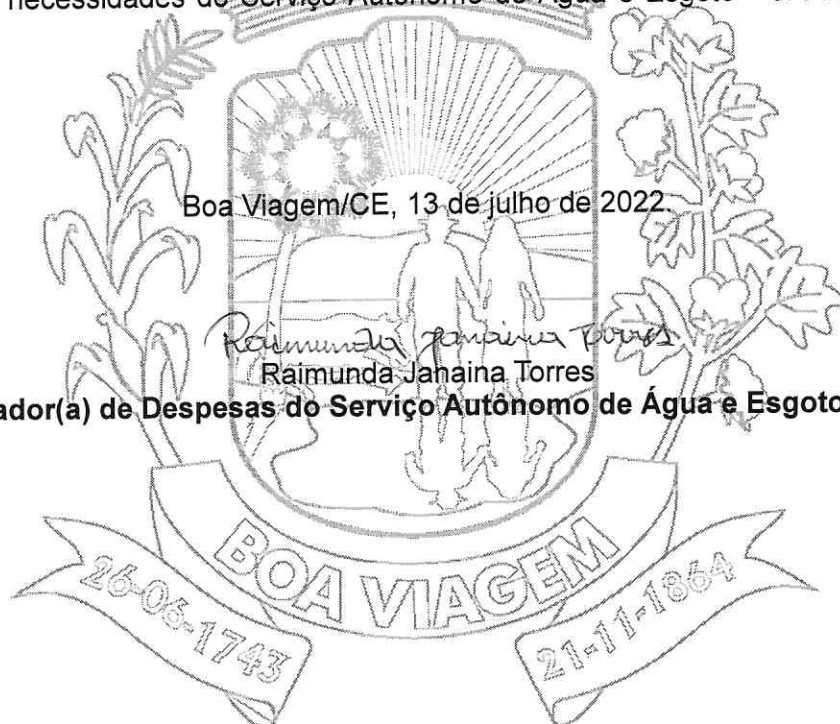 necessidades do Serviço Autônomo de Água e Esgoto
Boa Viagem/CE, 13 de julho de 2022.
Raimunda Janaina Torres
Raimunda Janaina Torres
ador(a) de Despesas do Serviço Autônomo de Água e Esgoto
BOA VIAGEM
26-06-1743
21-11-1864